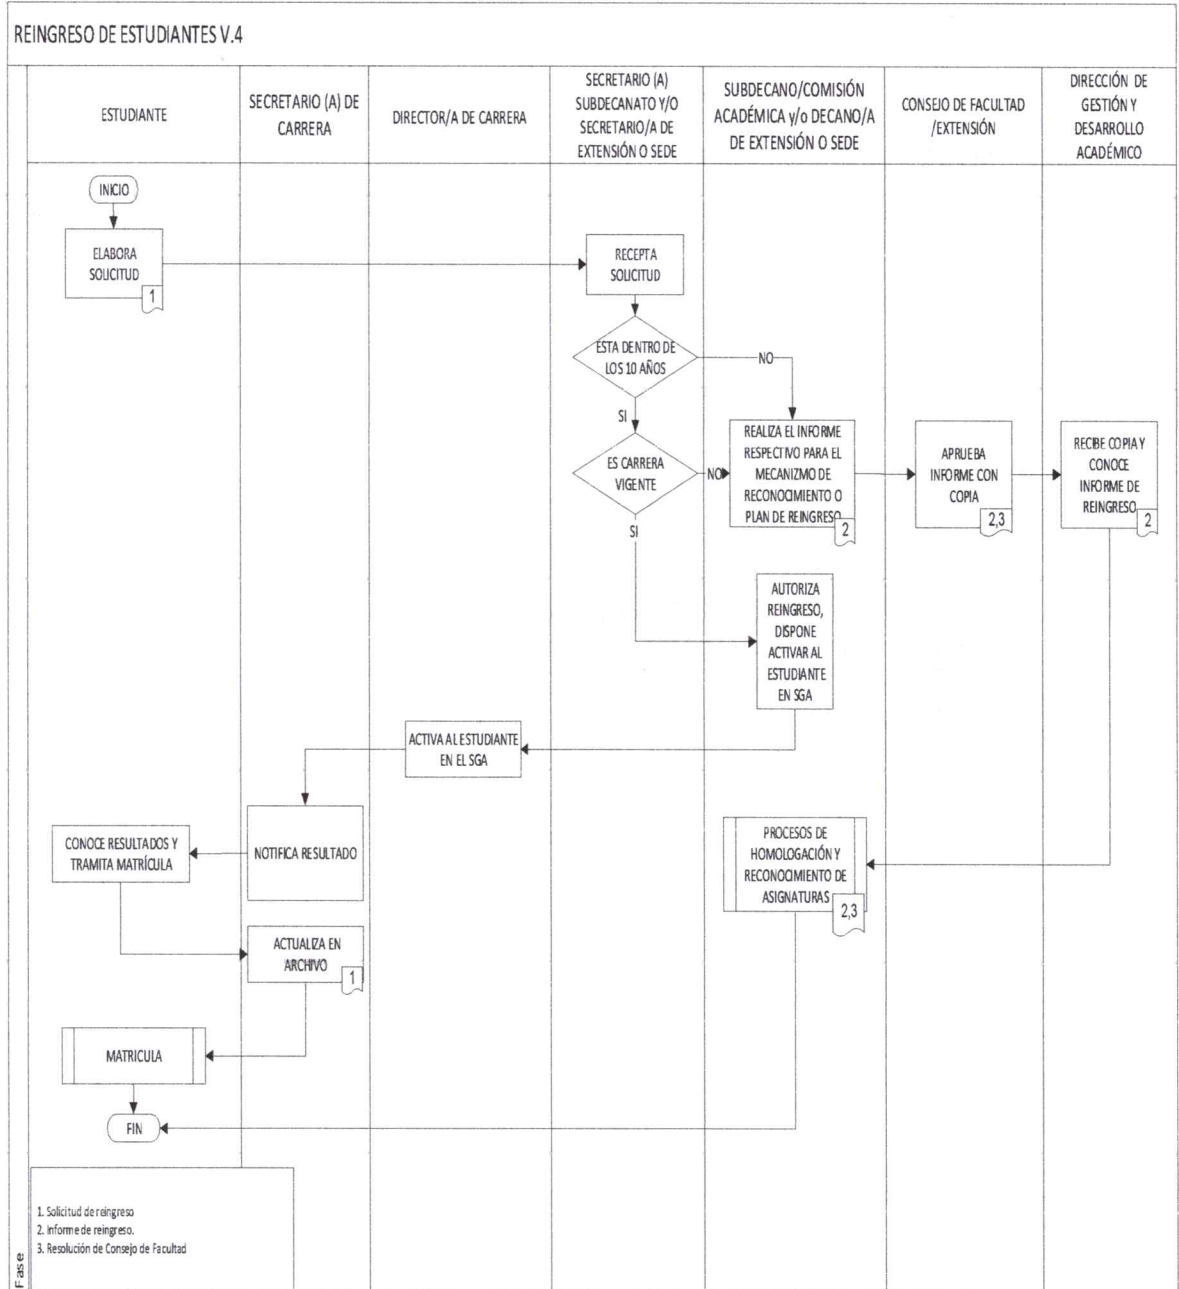 REINGRESO DE ESTUDIANTES V.4
ESTUDIANTE
SECRETARIO (A) DE
CARRERA
DIRECTOR/A DE CARRERA
SECRETARIO (A)
SUBDECANATO Y/O
SECRETARIO/A DE
EXTENSIÓN O SEDE
SUBDECANO/COMISIÓN
ACADÉMICA y/o DECANO/A
DE EXTENSIÓN O SEDE
CONSEJO DE FACULTAD
/EXTENSIÓN
DIRECCIÓN DE
GESTIÓN Y
DESARROLLO
ACADÉMICO
INICIO
ELABORA
SOLICITUD
1
RECEPTA
SOLICITUD
ESTA DENTRO DE
LOS 10 AÑOS
NO
SI
ES CARRERA
VIGENTE
NO
SI
REALIZA EL INFORME
RESPECTIVO PARA EL
MECANIZMO DE
RECONOCIMIENTO O
PLAN DE REINGRESO
2
APRUEBA
INFORME CON
COPIA
2,3
RECIBE COPIA Y
CONOCE
INFORME DE
REINGRESO
2
AUTORIZA
REINGRESO,
DISPONE
ACTIVAR AL
ESTUDIANTE
EN SGA
ACTIVA AL ESTUDIANTE
EN EL SGA
CONOCE RESULTADOS Y
TRAMITA MATRÍCULA
NOTIFICA RESULTADO
PROCESOS DE
HOMOLOGACIÓN Y
RECONOCIMIENTO DE
ASIGNATURAS
2,3
ACTUALIZA EN
ARCHIVO
1
MATRICULA
FIN
1. Solicitud de reingreso
2. Informe de reingreso.
3. Resolución de Consejo de Facultad
Fase